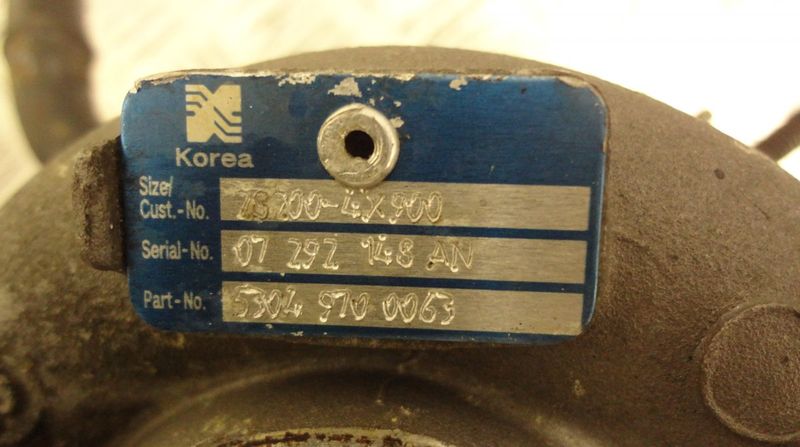 Korea
Size/
Cust.-No. 28200-4X900
Serial-No. 07 292 148 AN
Part-No. 5304 970 0063